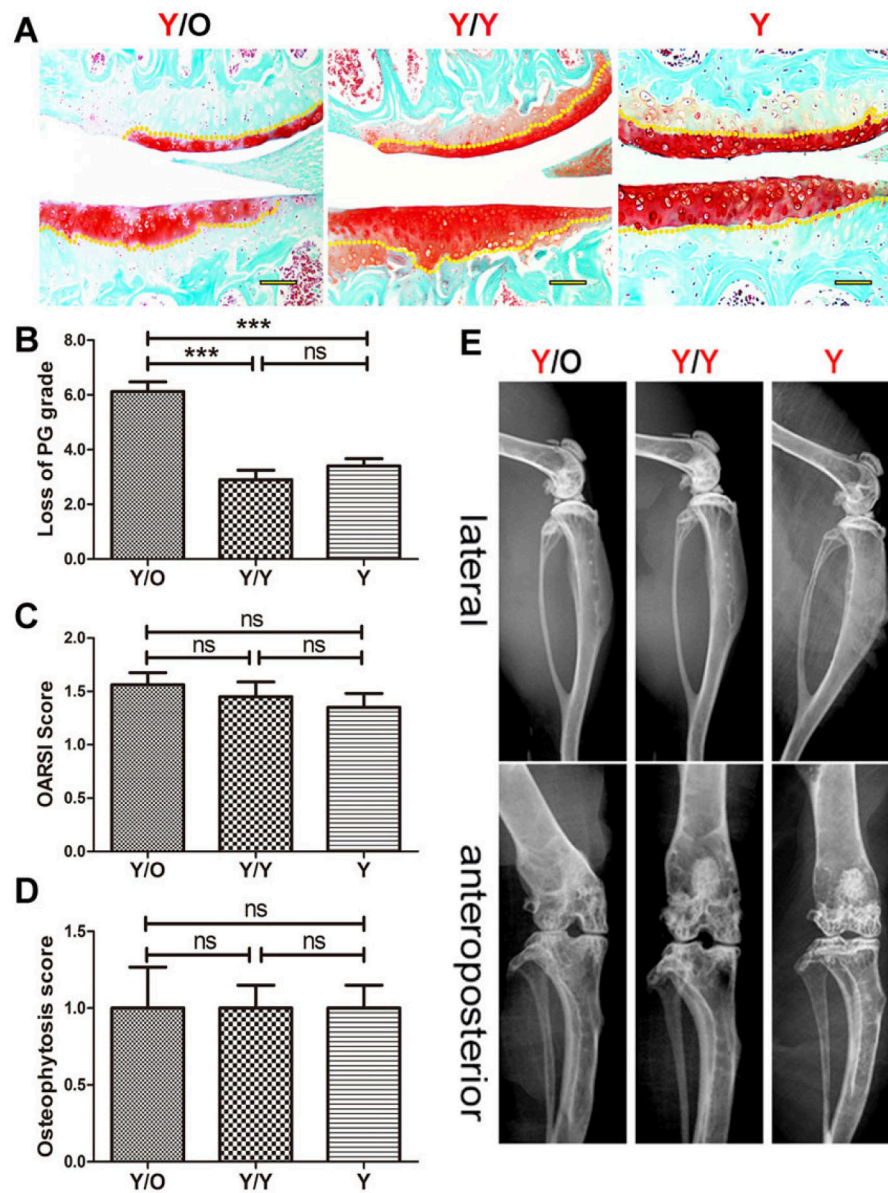 A
Y/O Y/Y Y
B
***
*** ns
Loss of PG grade
8.0
6.0
4.0
2.0
0.0
Y/O Y/Y Y
C
ns
ns ns
OARSI Score
2.0
1.5
1.0
0.5
0.0
Y/O Y/Y Y
D
ns
ns ns
Osteophytosis score
1.5
1.0
0.5
0.0
Y/O Y/Y Y
E
Y/O Y/Y Y
lateral
anteroposterior